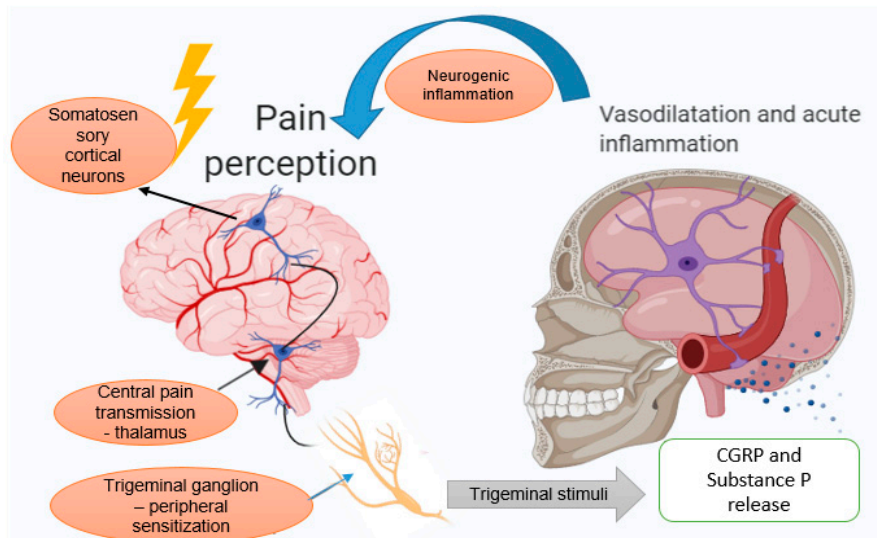 Neurogenic
inflammation
Somatosen
sory
cortical
neurons
Pain
perception
Vasodilatation and acute
inflammation
Central pain
transmission
- thalamus
Trigeminal ganglion
– peripheral
sensitization
Trigeminal stimuli
CGRP and
Substance P
release